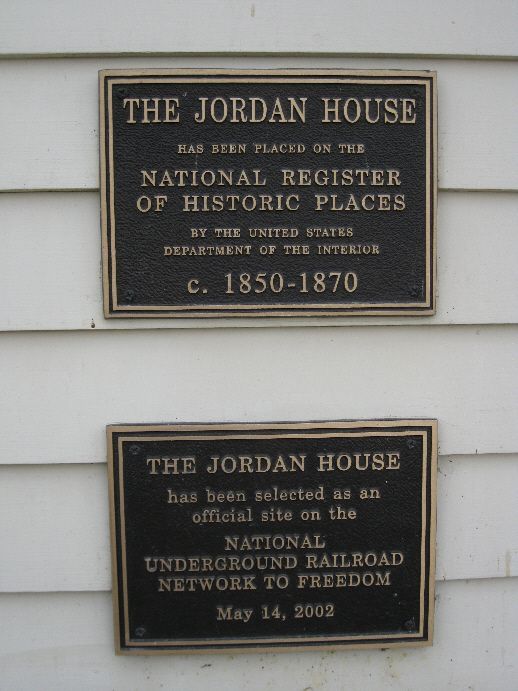 THE JORDAN HOUSE
HAS BEEN PLACED ON THE
NATIONAL REGISTER
OF HISTORIC PLACES
BY THE UNITED STATES
DEPARTMENT OF THE INTERIOR
c. 1850-1870
THE JORDAN HOUSE
has been selected as an
official site on the
NATIONAL
UNDERGROUND RAILROAD
NETWORK TO FREEDOM
May 14, 2002